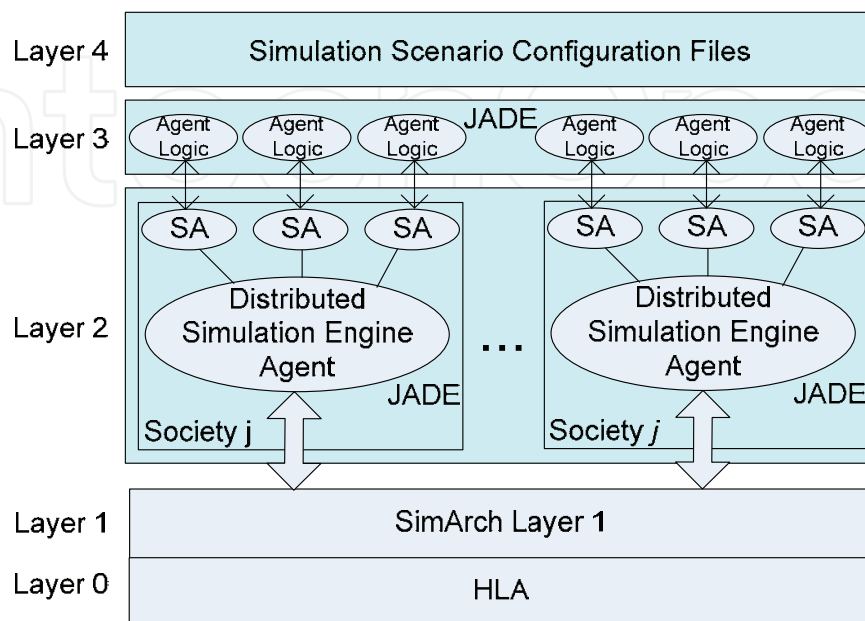 Layer 4
Simulation Scenario Configuration Files
Layer 3
JADE
Agent
Logic
Agent
Logic
Agent
Logic
Agent
Logic
Agent
Logic
Agent
Logic
Layer 2
SA
SA
SA
Distributed
Simulation Engine
Agent
JADE
Society j
...
SA
SA
SA
Distributed
Simulation Engine
Agent
JADE
Society j
Layer 1
SimArch Layer 1
Layer 0
HLA